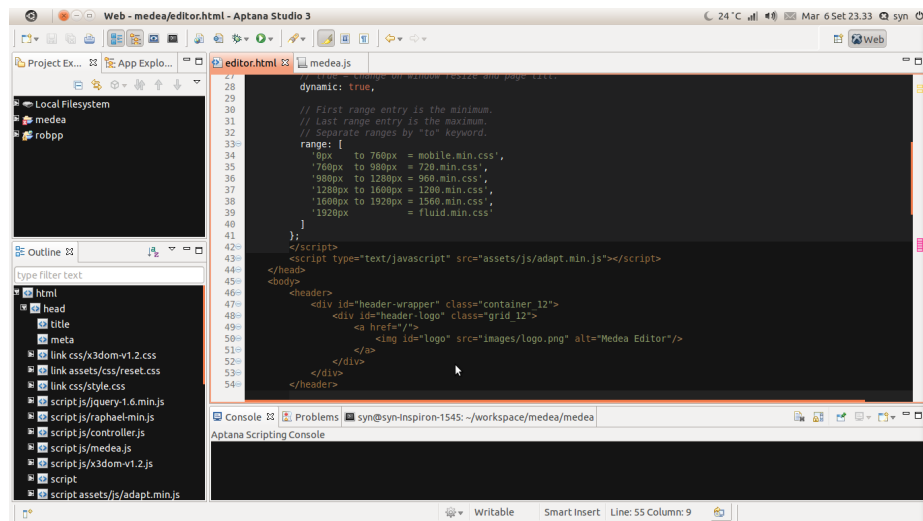 Web - medea/editor.html - Aptana Studio 3
24 °C
Mar 6 Set 23.33
syn
Web
Project Ex...
App Explo...
Local Filesystem
medea
robpp
Outline
type filter text
html
head
title
meta
link css/x3dom-v1.2.css
link assets/css/reset.css
link css/style.css
script js/jquery-1.6.min.js
script js/raphael-min.js
script js/controller.js
script js/medea.js
script js/x3dom-v1.2.js
script
script assets/js/adapt.min.js
editor.html
medea.js
27 // true = change on window resize and page tilt.
28 dynamic: true,
29
30 // First range entry is the minimum.
31 // Last range entry is the maximum.
32 // Separate ranges by "to" keyword.
33 range: [
34 '0px    to 760px  = mobile.min.css',
35 '760px  to 980px  = 720.min.css',
36 '980px  to 1280px = 960.min.css',
37 '1280px to 1600px = 1200.min.css',
38 '1600px to 1920px = 1560.min.css',
39 '1920px           = fluid.min.css'
40 ]
41 };
42 </script>
43 <script type="text/javascript" src="assets/js/adapt.min.js"></script>
44 </head>
45 <body>
46 <header>
47 <div id="header-wrapper" class="container_12">
48 <div id="header-logo" class="grid_12">
49 <a href="/">
50 <img id="logo" src="images/logo.png" alt="Medea Editor"/>
51 </a>
52 </div>
53 </div>
54 </header>
Console
Problems
syn@syn-Inspiron-1545: ~/workspace/medea/medea
Aptana Scripting Console
Writable
Smart Insert
Line: 55 Column: 9